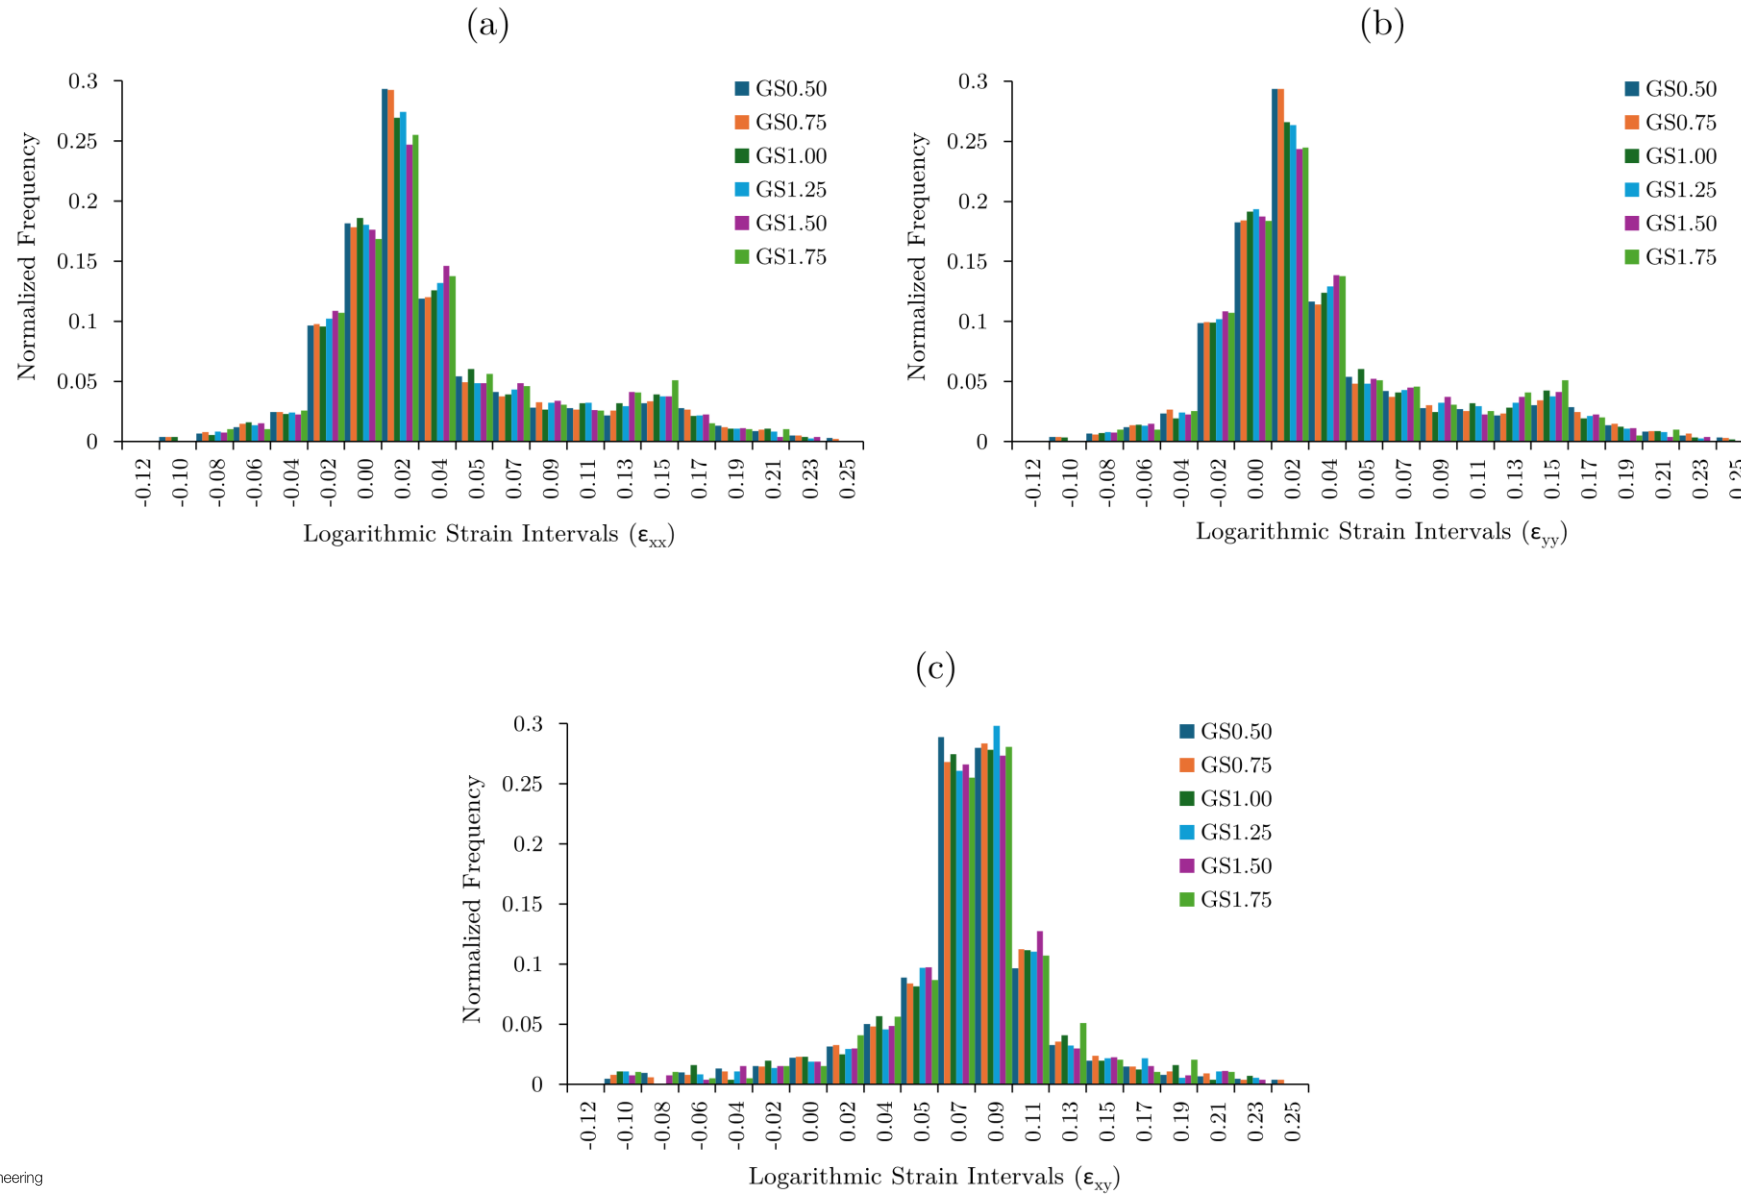 (a)
0.3
0.25
0.2
0.15
0.1
0.05
0
Normalized Frequency
GS0.50
GS0.75
GS1.00
GS1.25
GS1.50
GS1.75
-0.12 -0.10 -0.08 -0.06 -0.04 -0.02 0.00 0.02 0.04 0.05 0.07 0.09 0.11 0.13 0.15 0.17 0.19 0.21 0.23 0.25
Logarithmic Strain Intervals (εxx)
(b)
0.3
0.25
0.2
0.15
0.1
0.05
0
Normalized Frequency
GS0.50
GS0.75
GS1.00
GS1.25
GS1.50
GS1.75
-0.12 -0.10 -0.08 -0.06 -0.04 -0.02 0.00 0.02 0.04 0.05 0.07 0.09 0.11 0.13 0.15 0.17 0.19 0.21 0.23 0.25
Logarithmic Strain Intervals (εyy)
(c)
0.3
0.25
0.2
0.15
0.1
0.05
0
Normalized Frequency
GS0.50
GS0.75
GS1.00
GS1.25
GS1.50
GS1.75
-0.12 -0.10 -0.08 -0.06 -0.04 -0.02 0.00 0.02 0.04 0.05 0.07 0.09 0.11 0.13 0.15 0.17 0.19 0.21 0.23 0.25
Logarithmic Strain Intervals (εxy)
neering